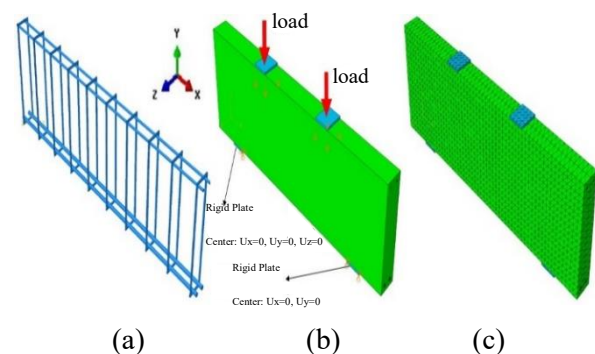 load
load
Y
Z
X
Rigid Plate
Center: Ux=0, Uy=0, Uz=0
Rigid Plate
Center: Ux=0, Uy=0
(a)
(b)
(c)